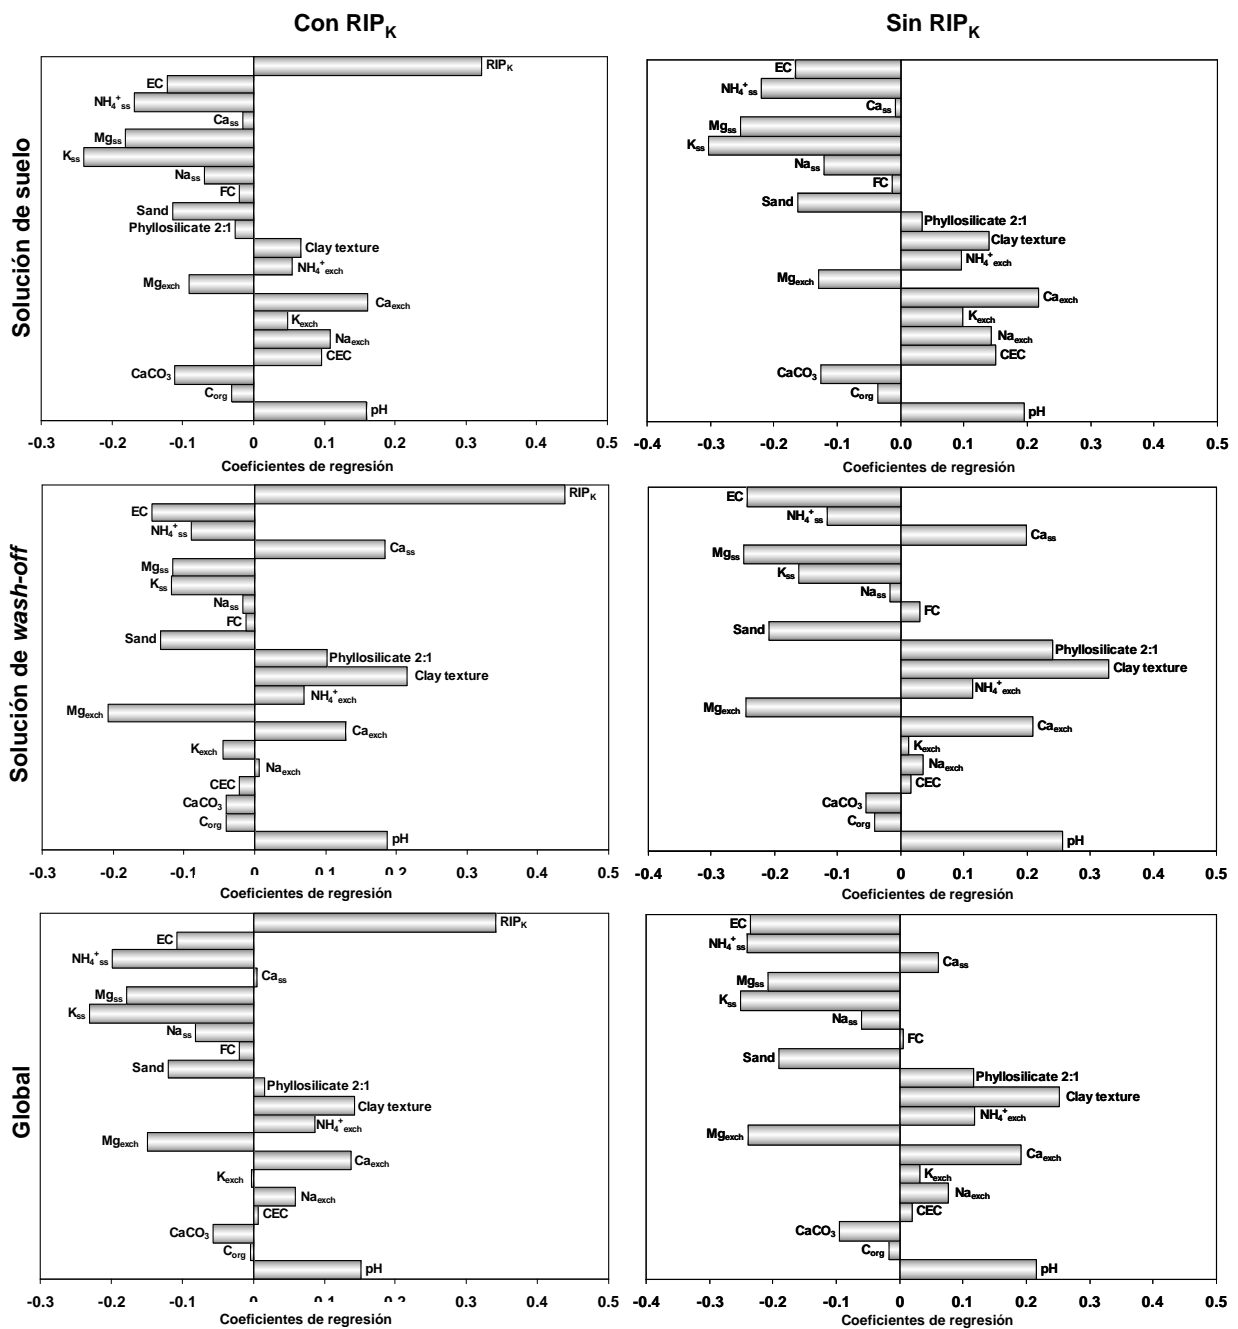 Con RIPK
Sin RIPK
Solución de suelo
RIPK
EC
NH4+ss
Cass
Mgss
Kss
Nass
FC
Sand
Phyllosilicate 2:1
Clay texture
NH4+exch
Mgexch
Caexch
Kexch
Naexch
CEC
CaCO3
Corg
pH
-0.3 -0.2 -0.1 0 0.1 0.2 0.3 0.4 0.5
Coeficientes de regresión
EC
NH4+ss
Cass
Mgss
Kss
Nass
FC
Sand
Phyllosilicate 2:1
Clay texture
NH4+exch
Mgexch
Caexch
Kexch
Naexch
CEC
CaCO3
Corg
pH
-0.4 -0.3 -0.2 -0.1 0.0 0.1 0.2 0.3 0.4 0.5
Coeficientes de regresión
Solución de wash-off
RIPK
EC
NH4+ss
Cass
Mgss
Kss
Nass
FC
Sand
Phyllosilicate 2:1
Clay texture
NH4+exch
Mgexch
Caexch
Kexch
Naexch
CEC
CaCO3
Corg
pH
-0.3 -0.2 -0.1 0 0.1 0.2 0.3 0.4 0.5
Coeficientes de regresión
EC
NH4+ss
Cass
Mgss
Kss
Nass
FC
Sand
Phyllosilicate 2:1
Clay texture
NH4+exch
Mgexch
Caexch
Kexch
Naexch
CEC
CaCO3
Corg
pH
-0.4 -0.3 -0.2 -0.1 0.0 0.1 0.2 0.3 0.4 0.5
Coeficientes de regresión
Global
RIPK
EC
NH4+ss
Cass
Mgss
Kss
Nass
FC
Sand
Phyllosilicate 2:1
Clay texture
NH4+exch
Mgexch
Caexch
Kexch
Naexch
CEC
CaCO3
Corg
pH
-0.3 -0.2 -0.1 0 0.1 0.2 0.3 0.4 0.5
Coeficientes de regresión
EC
NH4+ss
Cass
Mgss
Kss
Nass
FC
Sand
Phyllosilicate 2:1
Clay texture
NH4+exch
Mgexch
Caexch
Kexch
Naexch
CEC
CaCO3
Corg
pH
-0.4 -0.3 -0.2 -0.1 0 0.1 0.2 0.3 0.4 0.5
Coeficientes de regresión